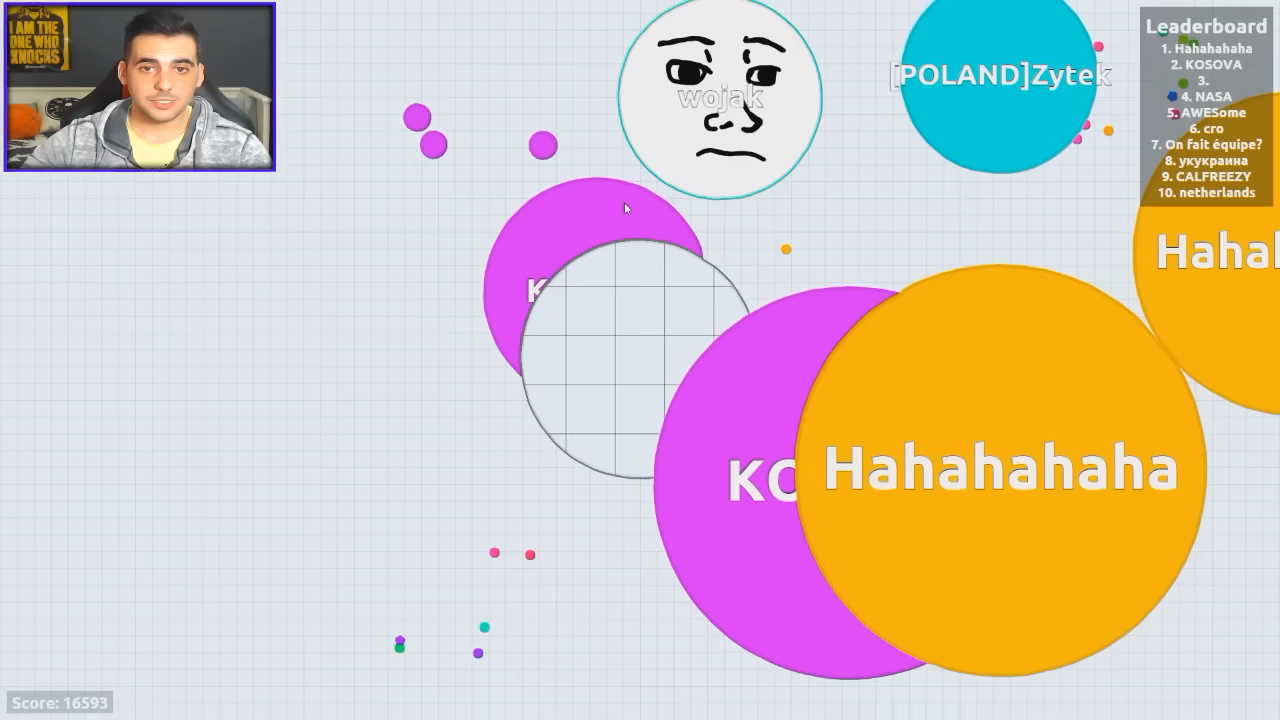 I AM THE
ONE WHO
KNOCKS
wojak
[POLAND]Zytek
Leaderboard
1. Hahahahaha
2. KOSOVA
3.
4. NASA
5. AWESome
6. cro
7. On fait équipe?
8. укукраина
9. CALFREEZY
10. netherlands
Hahal
K
KO
Hahahahaha
Score: 16593